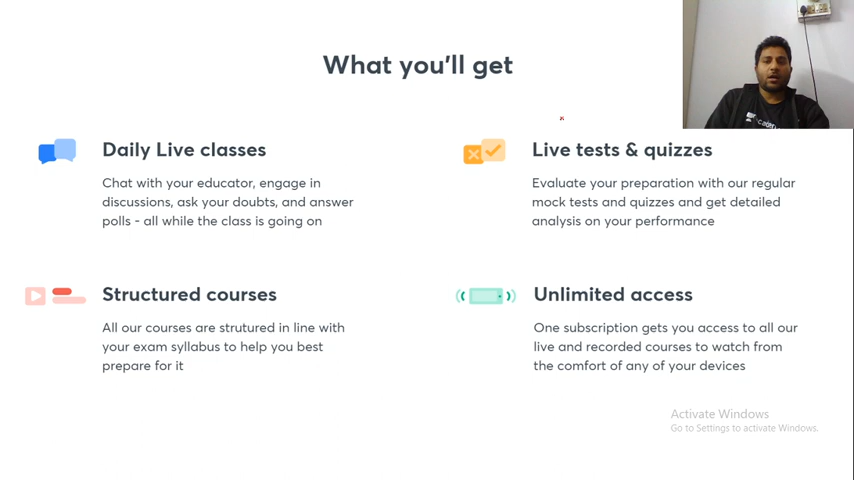 What you'll get
Daily Live classes
Chat with your educator, engage in
discussions, ask your doubts, and answer
polls - all while the class is going on
Live tests & quizzes
Evaluate your preparation with our regular
mock tests and quizzes and get detailed
analysis on your performance
Structured courses
All our courses are strutured in line with
your exam syllabus to help you best
prepare for it
Unlimited access
One subscription gets you access to all our
live and recorded courses to watch from
the comfort of any of your devices
Activate Windows
Go to Settings to activate Windows.